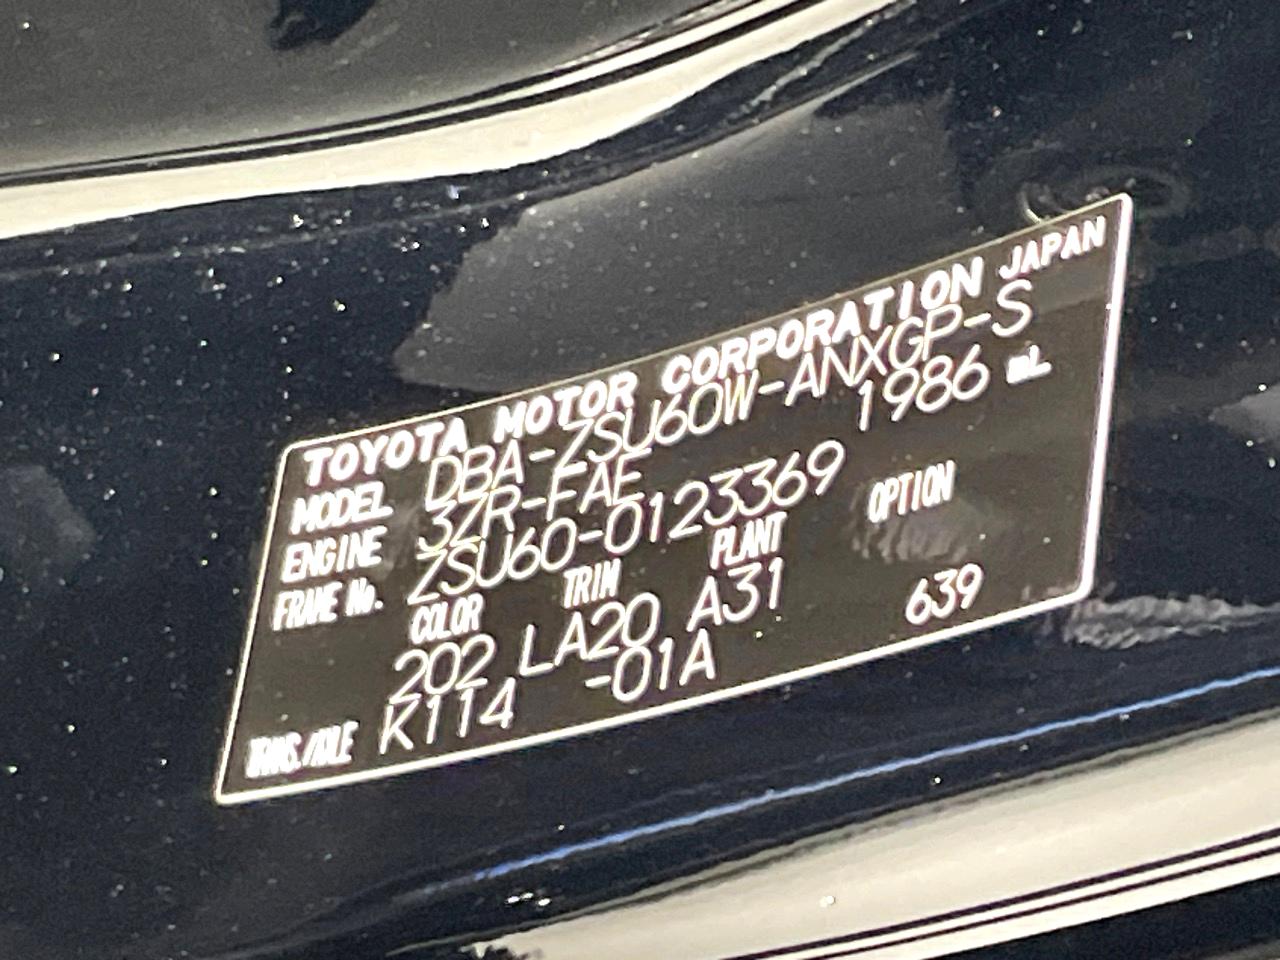 TOYOTA MOTOR CORPORATION JAPAN
MODEL DBA-ZSU60W-ANXGP-S
ENGINE 3ZR-FAE 1986 mL
FRAME No. ZSU60-0123369
COLOR TRIM PLANT OPTION
202 LA20 A31 639
TRANS./AXLE K114 -01A